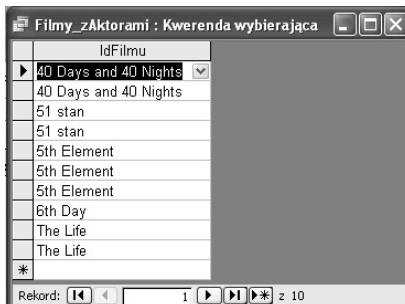 Filmy_zAktorami : Kwerenda wybierająca
IdFilmu
40 Days and 40 Nights
40 Days and 40 Nights
51 stan
51 stan
5th Element
5th Element
5th Element
6th Day
The Life
The Life
Rekord: 1 z 10